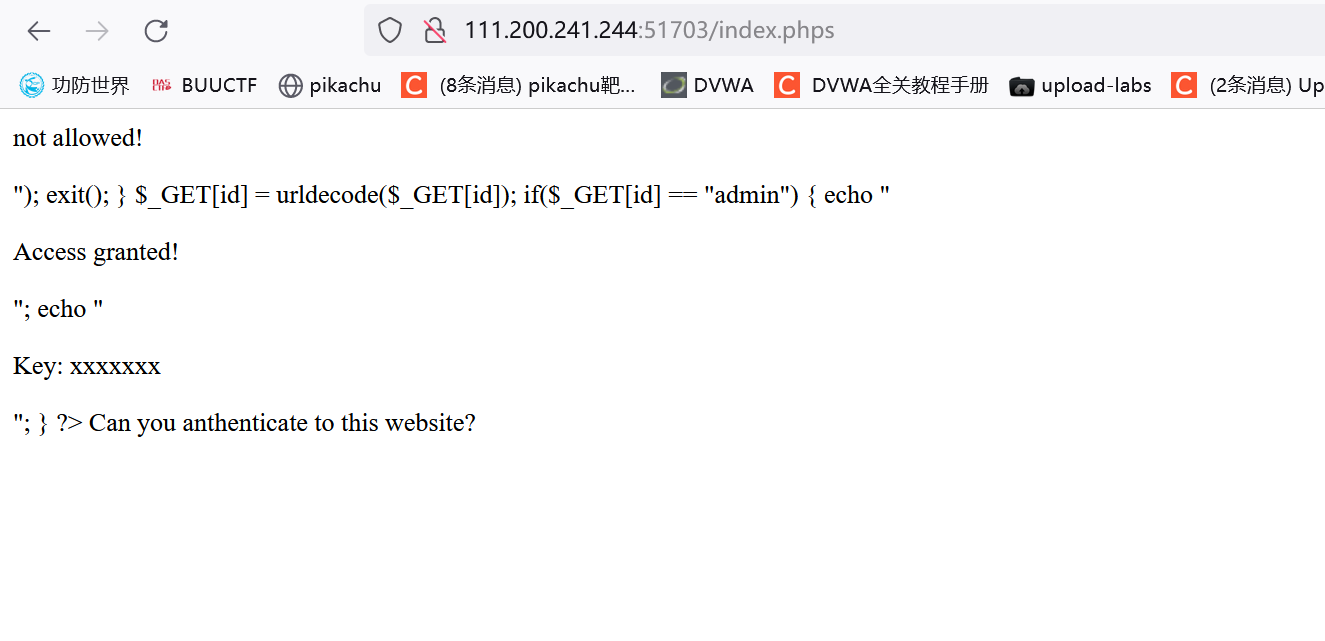 111.200.241.244:51703/index.phps
功防世界 BUUCTF pikachu (8条消息) pikachu靶... DVWA DVWA全关教程手册 upload-labs (2条消息) Up
not allowed!
"); exit(); } $_GET[id] = urldecode($_GET[id]); if($_GET[id] == "admin") { echo "
Access granted!
"; echo "
Key: xxxxxxx
"; } ?> Can you anthenticate to this website?